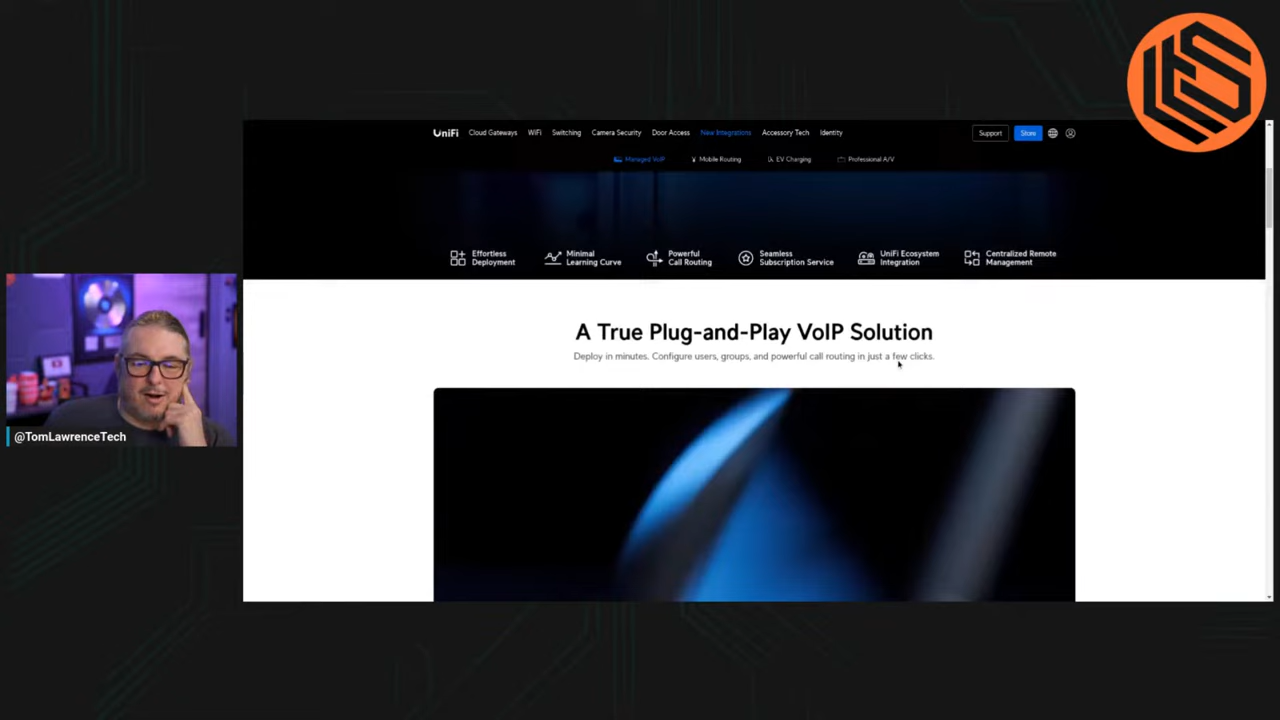 UniFi
Cloud Gateways WiFi Switching Camera Security Door Access New Integrations Accessory Tech Identity
Support Store
Managed VoIP Mobile Routing EV Charging Professional A/V
Effortless
Deployment
Minimal
Learning Curve
Powerful
Call Routing
Seamless
Subscription Service
UniFi Ecosystem
Integration
Centralized Remote
Management
A True Plug-and-Play VoIP Solution
Deploy in minutes. Configure users, groups, and powerful call routing in just a few clicks.
@TomLawrenceTech